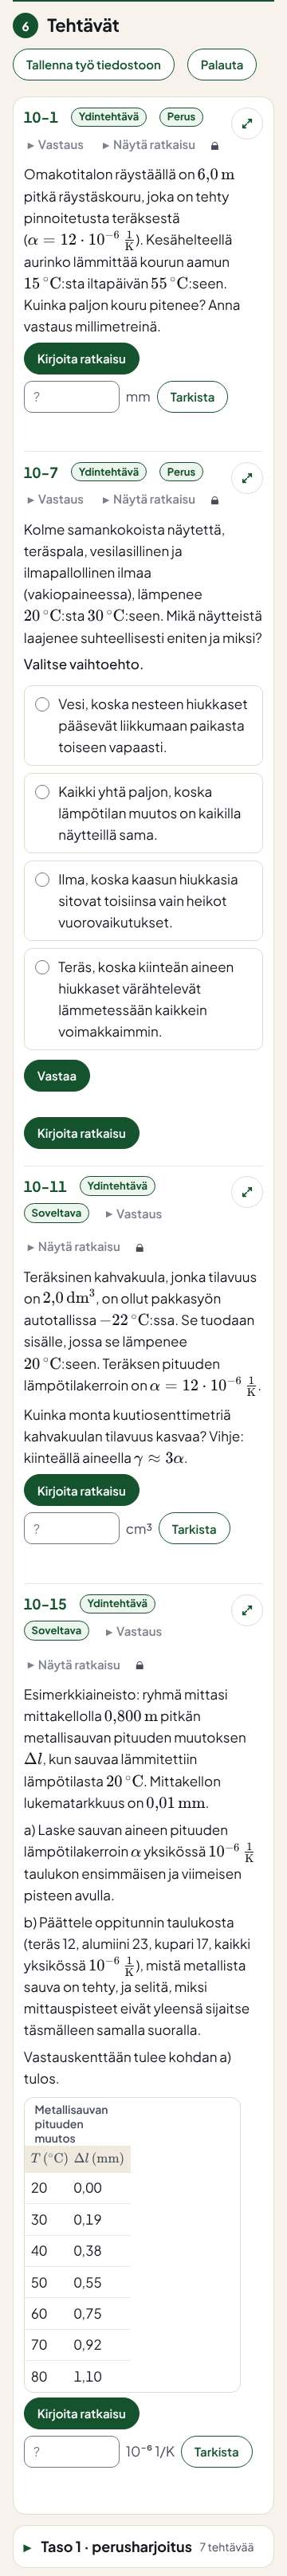 6 Tehtävät
Tallenna työ tiedostoon Palauta
10-1 Ydintehtävä Perus
▸ Vastaus ▸ Näytä ratkaisu
Omakotitalon räystäällä on 6,0 m
pitkä räystäskouru, joka on tehty
pinnoitetusta teräksestä
(α = 12 · 10⁻⁶ 1/K). Kesähelteellä
aurinko lämmittää kourun aamun
15 °C:sta iltapäivän 55 °C:seen.
Kuinka paljon kouru pitenee? Anna
vastaus millimetreinä.
Kirjoita ratkaisu
? mm Tarkista
10-7 Ydintehtävä Perus
▸ Vastaus ▸ Näytä ratkaisu
Kolme samankokoista näytettä,
teräspala, vesilasillinen ja
ilmapallollinen ilmaa
(vakiopaineessa), lämpenee
20 °C:sta 30 °C:seen. Mikä näytteistä
laajenee suhteellisesti eniten ja miksi?
Valitse vaihtoehto.
Vesi, koska nesteen hiukkaset
pääsevät liikkumaan paikasta
toiseen vapaasti.
Kaikki yhtä paljon, koska
lämpötilan muutos on kaikilla
näytteillä sama.
Ilma, koska kaasun hiukkasia
sitovat toisiinsa vain heikot
vuorovaikutukset.
Teräs, koska kiinteän aineen
hiukkaset värähtelevät
lämmetessään kaikkein
voimakkaimmin.
Vastaa
Kirjoita ratkaisu
10-11 Ydintehtävä
Soveltava ▸ Vastaus
▸ Näytä ratkaisu
Teräksinen kahvakuula, jonka tilavuus
on 2,0 dm³, on ollut pakkasyön
autotallissa −22 °C:ssa. Se tuodaan
sisälle, jossa se lämpenee
20 °C:seen. Teräksen pituuden
lämpötilakerroin on α = 12 · 10⁻⁶ 1/K.
Kuinka monta kuutiosenttimetriä
kahvakuulan tilavuus kasvaa? Vihje:
kiinteällä aineella γ ≈ 3α.
Kirjoita ratkaisu
? cm³ Tarkista
10-15 Ydintehtävä
Soveltava ▸ Vastaus
▸ Näytä ratkaisu
Esimerkkiaineisto: ryhmä mittasi
mittakellolla 0,800 m pitkän
metallisauvan pituuden muutoksen
Δl, kun sauvaa lämmitettiin
lämpötilasta 20 °C. Mittakellon
lukematarkkuus on 0,01 mm.
a) Laske sauvan aineen pituuden
lämpötilakerroin α yksikössä 10⁻⁶ 1/K
taulukon ensimmäisen ja viimeisen
pisteen avulla.
b) Päättele oppitunnin taulukosta
(teräs 12, alumiini 23, kupari 17, kaikki
yksikössä 10⁻⁶ 1/K), mistä metallista
sauva on tehty, ja selitä, miksi
mittauspisteet eivät yleensä sijaitse
täsmälleen samalla suoralla.
Vastauskenttään tulee kohdan a)
tulos.
Metallisauvan
pituuden
muutos
T (°C) Δl (mm)
20 0,00
30 0,19
40 0,38
50 0,55
60 0,75
70 0,92
80 1,10
Kirjoita ratkaisu
? 10⁻⁶ 1/K Tarkista
▸ Taso 1 · perusharjoitus 7 tehtävää